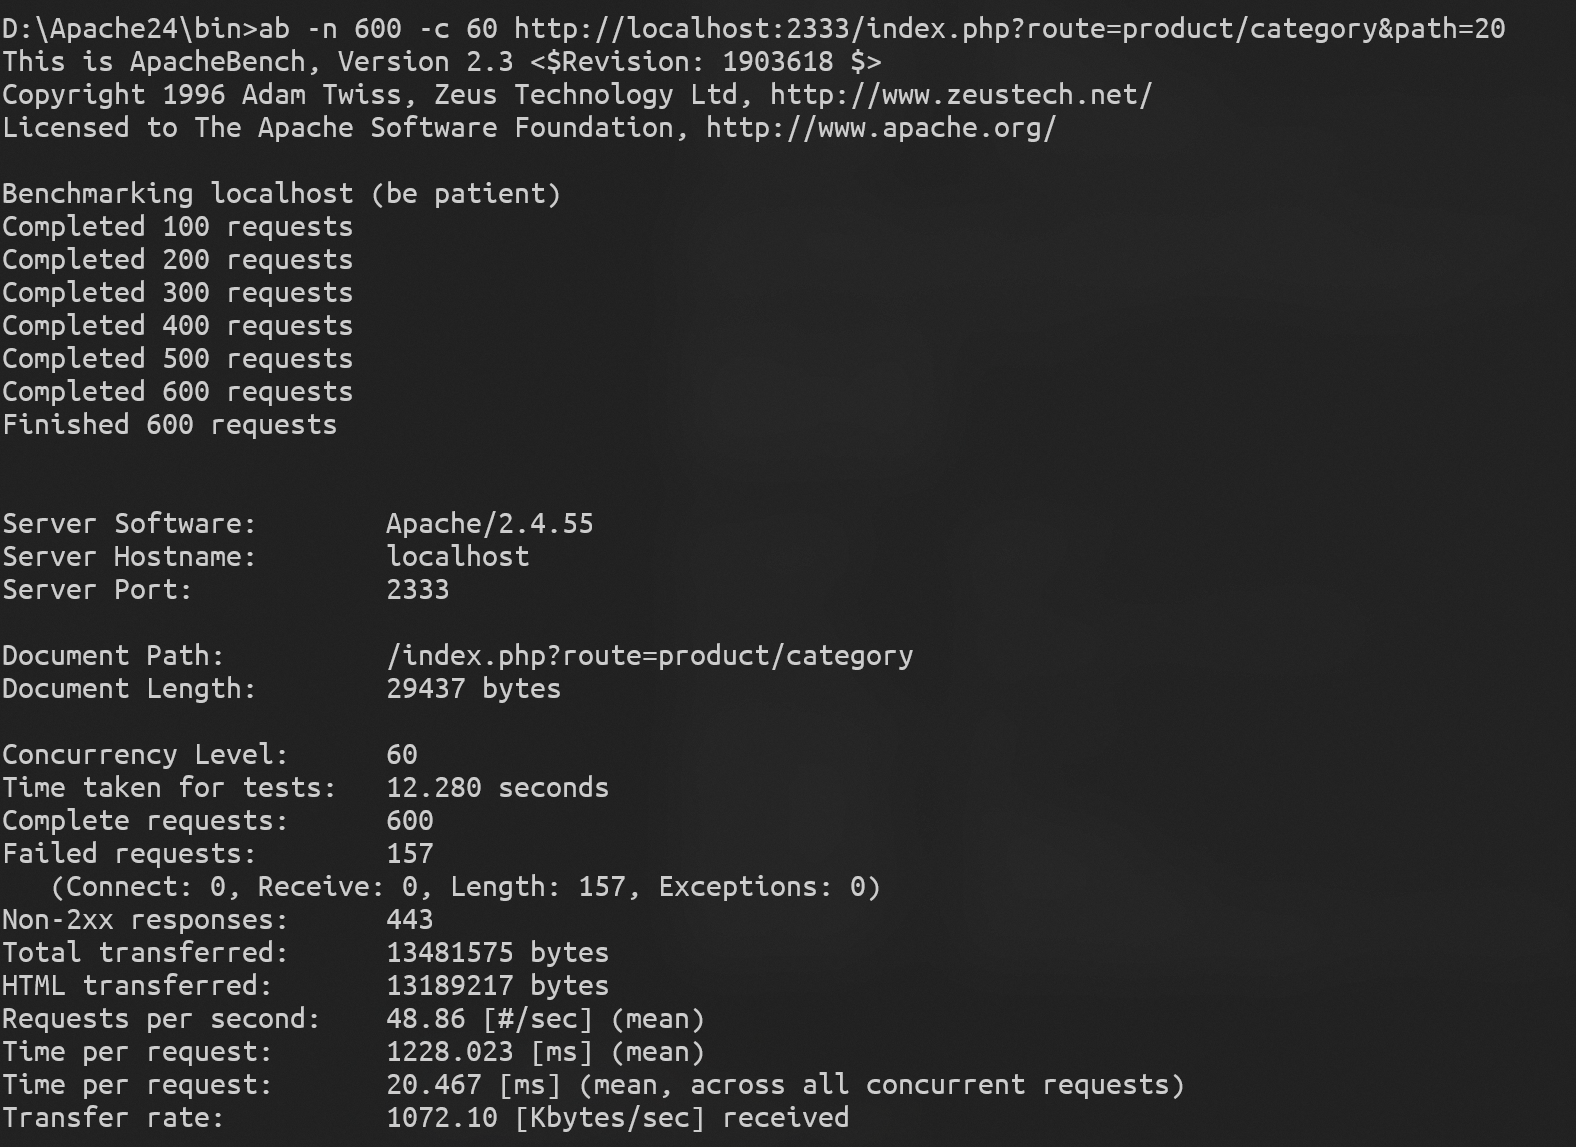 D:\Apache24\bin>ab -n 600 -c 60 http://localhost:2333/index.php?route=product/category&path=20
This is ApacheBench, Version 2.3 <$Revision: 1903618 $>
Copyright 1996 Adam Twiss, Zeus Technology Ltd, http://www.zeustech.net/
Licensed to The Apache Software Foundation, http://www.apache.org/

Benchmarking localhost (be patient)
Completed 100 requests
Completed 200 requests
Completed 300 requests
Completed 400 requests
Completed 500 requests
Completed 600 requests
Finished 600 requests


Server Software:        Apache/2.4.55
Server Hostname:        localhost
Server Port:            2333

Document Path:          /index.php?route=product/category
Document Length:        29437 bytes

Concurrency Level:      60
Time taken for tests:   12.280 seconds
Complete requests:      600
Failed requests:        157
   (Connect: 0, Receive: 0, Length: 157, Exceptions: 0)
Non-2xx responses:      443
Total transferred:      13481575 bytes
HTML transferred:       13189217 bytes
Requests per second:    48.86 [#/sec] (mean)
Time per request:       1228.023 [ms] (mean)
Time per request:       20.467 [ms] (mean, across all concurrent requests)
Transfer rate:          1072.10 [Kbytes/sec] received